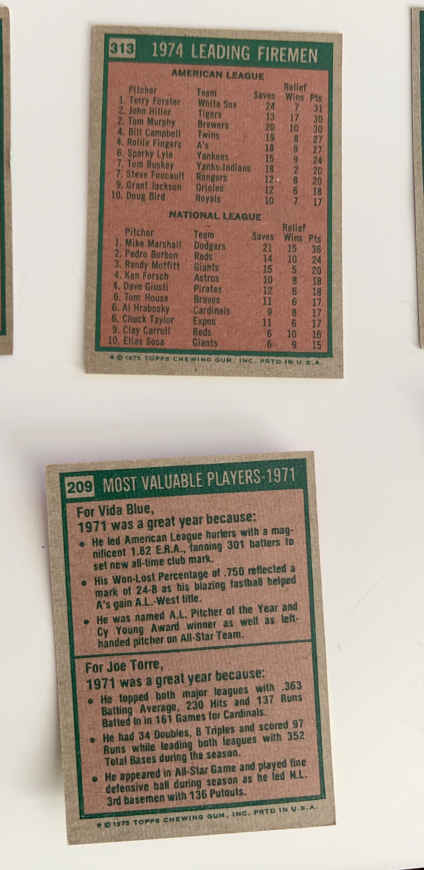 313 1974 LEADING FIREMEN
AMERICAN LEAGUE
Relief
Pitcher Team Saves Wins Pts
1. Terry Forster White Sox 24 7 31
2. John Hiller Tigers 13 17 30
2. Tom Murphy Brewers 20 10 30
4. Bill Campbell Twins 19 8 27
4. Rollie Fingers A's 18 9 27
6. Sparky Lyle Yankees 15 9 24
7. Tom Buskey Yanks-Indians 18 2 20
7. Steve Foucault Rangers 12 8 20
9. Grant Jackson Orioles 12 6 18
10. Doug Bird Royals 10 7 17
NATIONAL LEAGUE
Relief
Pitcher Team Saves Wins Pts
1. Mike Marshall Dodgers 21 15 36
2. Pedro Borbon Reds 14 10 24
3. Randy Moffitt Giants 15 5 20
4. Ken Forsch Astros 10 8 18
4. Dave Giusti Pirates 12 6 18
6. Tom House Braves 11 6 17
6. Al Hrabosky Cardinals 9 8 17
6. Chuck Taylor Expos 11 6 17
9. Clay Carroll Reds 6 10 16
10. Elias Sosa Giants 6 9 15
* © 1975 TOPPS CHEWING GUM, INC. PRTD IN U.S.A.
209 MOST VALUABLE PLAYERS-1971
For Vida Blue,
1971 was a great year because:
• He led American League hurlers with a mag-
nificent 1.82 E.R.A., fanning 301 batters to
set new all-time club mark.
• His Won-Lost Percentage of .750 reflected a
mark of 24-8 as his blazing fastball helped
A's gain A.L.-West title.
• He was named A.L. Pitcher of the Year and
Cy Young Award winner as well as left-
handed pitcher on All-Star Team.
For Joe Torre,
1971 was a great year because:
• He topped both major leagues with .363
Batting Average, 230 Hits and 137 Runs
Batted In in 161 Games for Cardinals.
• He had 34 Doubles, 8 Triples and scored 97
Runs while leading both leagues with 352
Total Bases during the season.
• He appeared in All-Star Game and played fine
defensive ball during season as he led N.L.
3rd basemen with 136 Putouts.
* © 1975 TOPPS CHEWING GUM, INC. PRTD IN U.S.A.